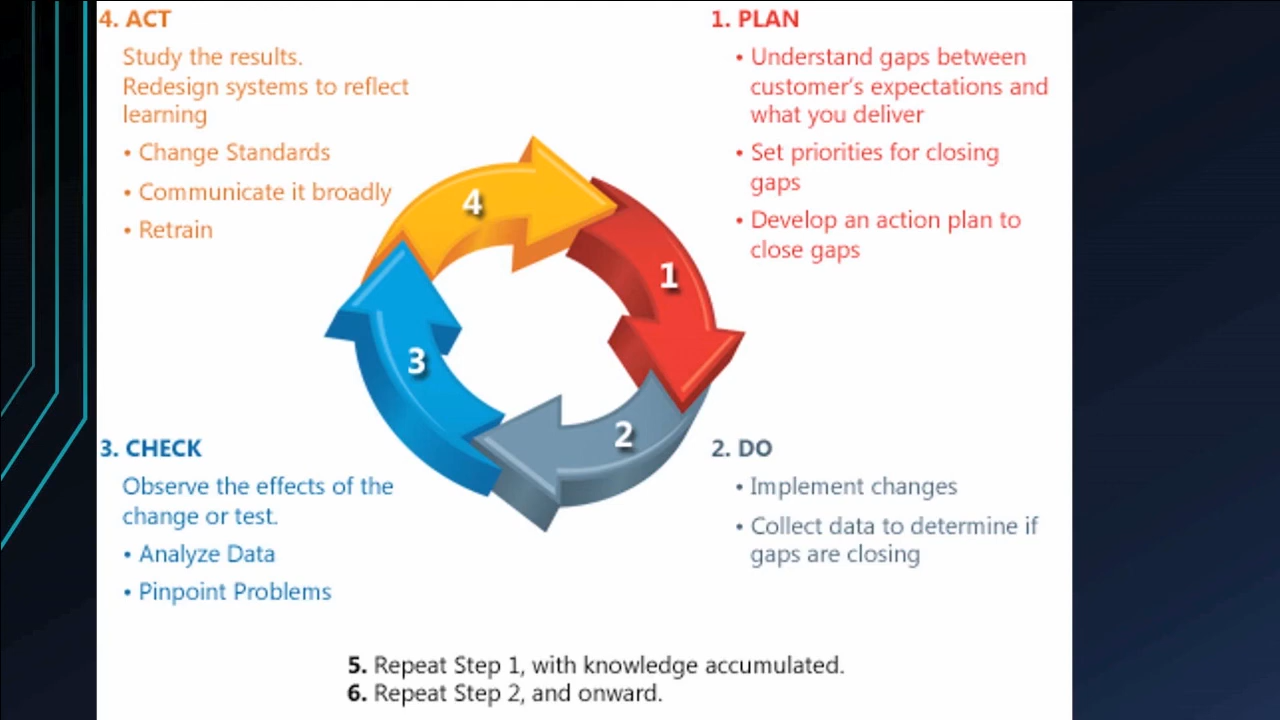 4. ACT
Study the results.
Redesign systems to reflect
learning
• Change Standards
• Communicate it broadly
• Retrain
1. PLAN
• Understand gaps between
customer's expectations and
what you deliver
• Set priorities for closing
gaps
• Develop an action plan to
close gaps
4
1
3
2
3. CHECK
Observe the effects of the
change or test.
• Analyze Data
• Pinpoint Problems
2. DO
• Implement changes
• Collect data to determine if
gaps are closing
5. Repeat Step 1, with knowledge accumulated.
6. Repeat Step 2, and onward.